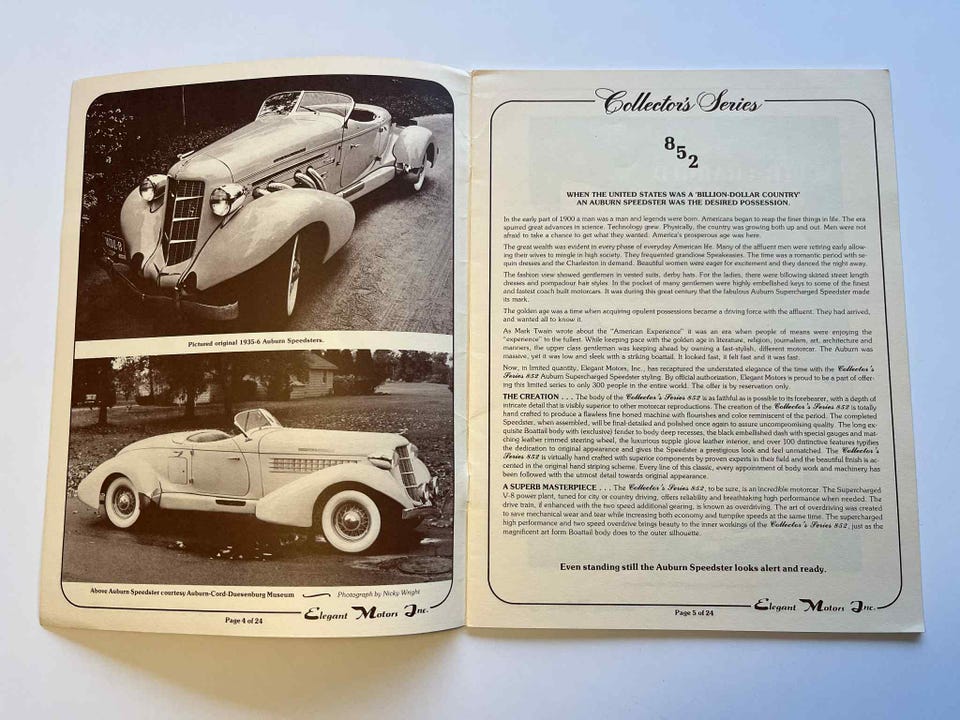 Pictured original 1935-6 Auburn Speedsters.
Above Auburn Speedster courtesy Auburn-Cord-Duesenburg Museum
Photograph by Nicky Wright
Elegant Motors Inc.
Page 4 of 24
Collector's Series
852
WHEN THE UNITED STATES WAS A 'BILLION-DOLLAR COUNTRY'
AN AUBURN SPEEDSTER WAS THE DESIRED POSSESSION.
In the early part of 1900 a man was a man and legends were born. Americans began to reap the finer things in life. The era
spurred great advances in science. Technology grew. Physically, the country was growing both up and out. Men were not
afraid to take a chance to get what they wanted. America's prosperous age was here.
The great wealth was evident in every phase of everyday American life. Many of the affluent men were retiring early allow-
ing their wives to mingle in high society. They frequented grandiose Speakeasies. The time was a romantic period with se-
quin dresses and the Charleston in demand. Beautiful women were eager for excitement and they danced the night away.
The fashion view showed gentlemen in vested suits, derby hats. For the ladies, there were billowing skirted street length
dresses and pompadour hair styles. In the pocket of many gentlemen were highly embellished keys to some of the finest
and fastest coach built motorcars. It was during this great century that the fabulous Auburn Supercharged Speedster made
its mark.
The golden age was a time when acquiring opulent possessions became a driving force with the affluent. They had arrived,
and wanted all to know it.
As Mark Twain wrote about the "American Experience" it was an era when people of means were enjoying the
"experience" to the fullest. While keeping pace with the golden age in literature, religion, journalism, art, architecture and
manners, the upper class gentleman was keeping ahead by owning a fast-stylish, different motorcar. The Auburn was
massive, yet it was low and sleek with a striking boattail. It looked fast, it felt fast and it was fast.
Now, in limited quantity, Elegant Motors, Inc., has recaptured the understated elegance of the time with the Collector's
Series 852 Auburn Supercharged Speedster styling. By official authorization, Elegant Motors is proud to be a part of offer-
ing this limited series to only 300 people in the entire world. The offer is by reservation only.
THE CREATION . . . The body of the Collector's Series 852 is as faithful as is possible to its forebearer, with a depth of
intricate detail that is visibly superior to other motorcar reproductions. The creation of the Collector's Series 852 is totally
hand crafted to produce a flawless fine honed machine with flourishes and color reminiscent of the period. The completed
Speedster, when assembled, will be final-detailed and polished once again to assure uncompromising quality. The long ex-
quisite Boattail body with (exclusive) fender to body deep recesses, the black embellished dash with special gauges and mat-
ching leather rimmed steering wheel, the luxurious supple glove leather interior, and over 100 distinctive features typifies
the dedication to original appearance and gives the Speedster a prestigious look and feel unmatched. The Collector's
Series 852 is virtually hand crafted with superior components by proven experts in their field and the beautiful finish is ac-
cented in the original hand striping scheme. Every line of this classic, every appointment of body work and machinery has
been followed with the utmost detail towards original appearance.
A SUPERB MASTERPIECE . . . The Collector's Series 852, to be sure, is an incredible motorcar. The Supercharged
V-8 power plant, tuned for city or country driving, offers reliability and breathtaking high performance when needed. The
drive train, if enhanced with the two speed additional gearing, is known as overdriving. The art of overdriving was created
to save mechanical wear and tear while increasing both economy and turnpike speeds at the same time. The supercharged
high performance and two speed overdrive brings beauty to the inner workings of the Collector's Series 852, just as the
magnificent art form Boattail body does to the outer silhouette.
Even standing still the Auburn Speedster looks alert and ready.
Elegant Motors Inc.
Page 5 of 24